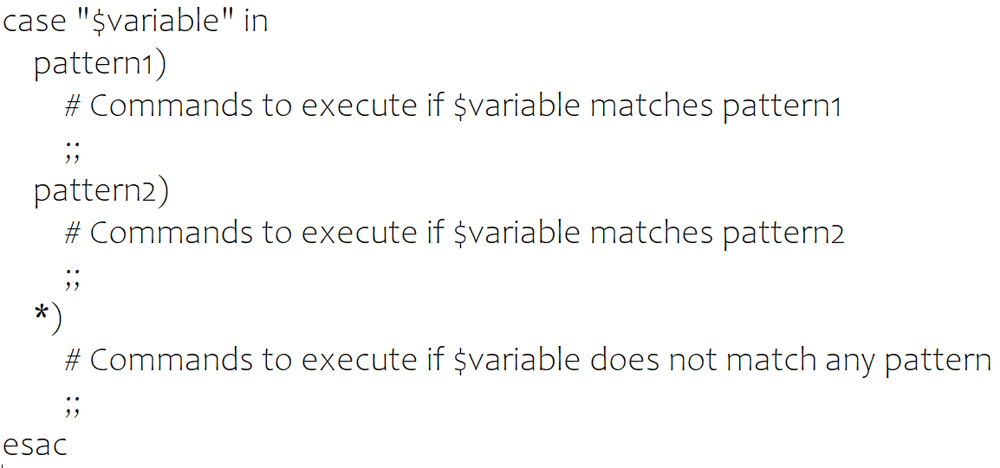 case "$variable" in
pattern1)
# Commands to execute if $variable matches pattern1
;;
pattern2)
# Commands to execute if $variable matches pattern2
;;
*)
# Commands to execute if $variable does not match any pattern
;;
esac